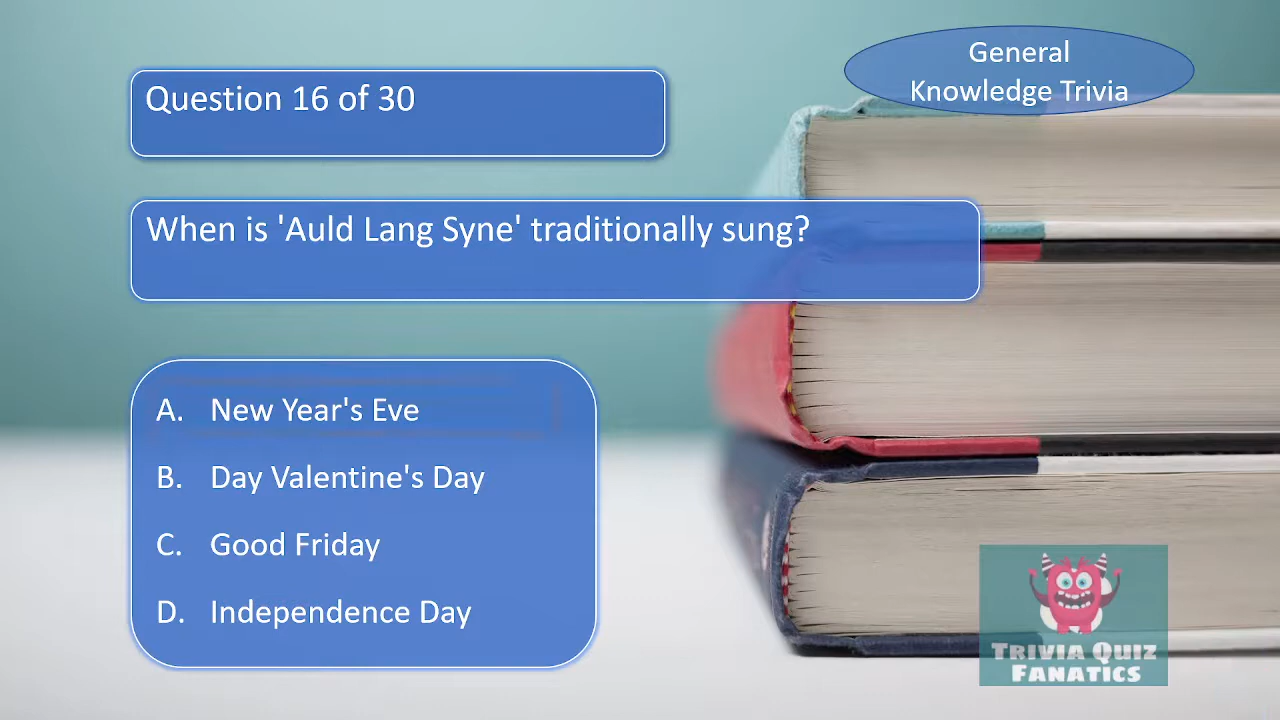 General
Knowledge Trivia
Question 16 of 30
When is 'Auld Lang Syne' traditionally sung?
A. New Year's Eve
B. Day Valentine's Day
C. Good Friday
D. Independence Day
Trivia Quiz
Fanatics